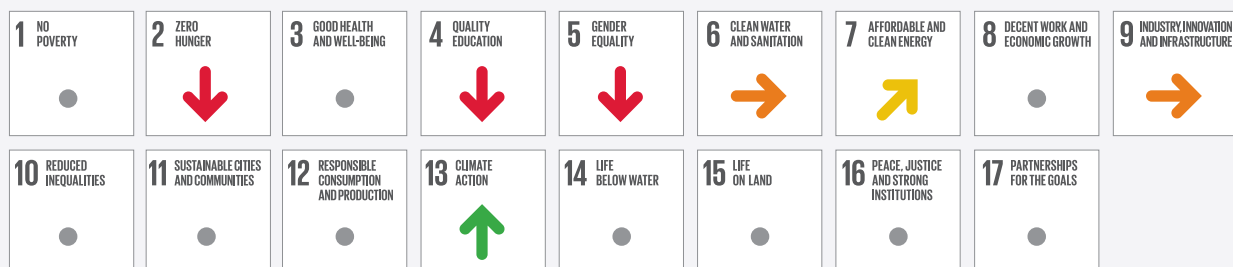 1 NO
POVERTY
2 ZERO
HUNGER
3 GOOD HEALTH
AND WELL-BEING
4 QUALITY
EDUCATION
5 GENDER
EQUALITY
6 CLEAN WATER
AND SANITATION
7 AFFORDABLE AND
CLEAN ENERGY
8 DECENT WORK AND
ECONOMIC GROWTH
9 INDUSTRY, INNOVATION
AND INFRASTRUCTURE
10 REDUCED
INEQUALITIES
11 SUSTAINABLE CITIES
AND COMMUNITIES
12 RESPONSIBLE
CONSUMPTION
AND PRODUCTION
13 CLIMATE
ACTION
14 LIFE
BELOW WATER
15 LIFE
ON LAND
16 PEACE, JUSTICE
AND STRONG
INSTITUTIONS
17 PARTNERSHIPS
FOR THE GOALS